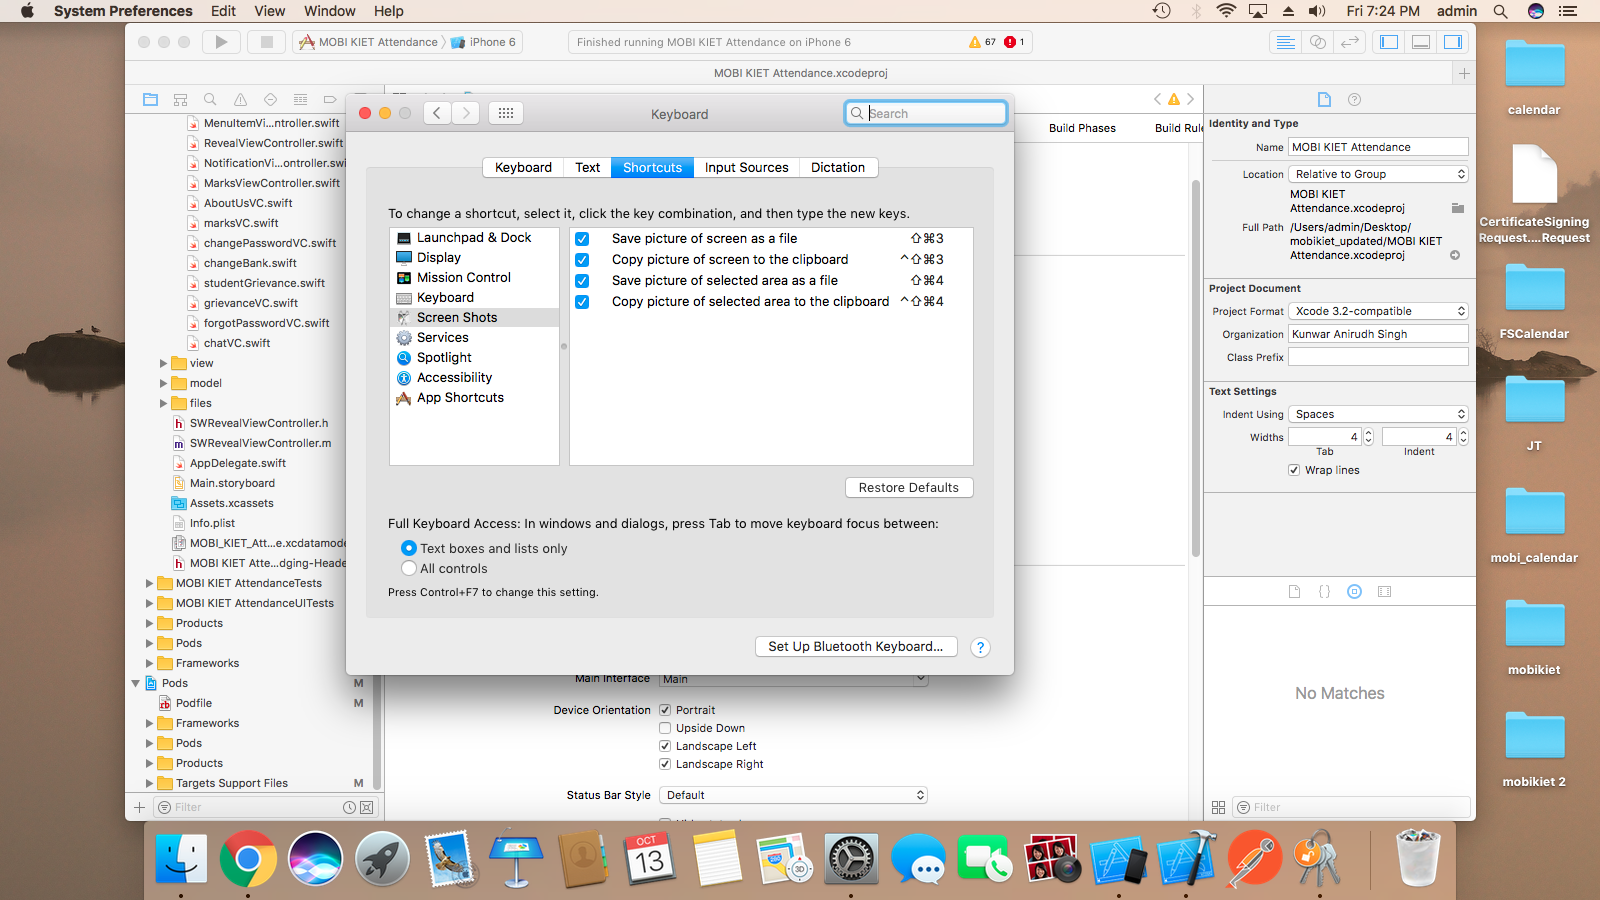 System Preferences Edit View Window Help
Fri 7:24 PM admin
MOBI KIET Attendance iPhone 6
Finished running MOBI KIET Attendance on iPhone 6
67 1
MOBI KIET Attendance.xcodeproj
MenuItemVi...ntroller.swift
RevealViewController.swift
NotificationVi...ontroller.swift
MarksViewController.swift
AboutUsVC.swift
marksVC.swift
changePasswordVC.swift
changeBank.swift
studentGrievance.swift
grievanceVC.swift
forgotPasswordVC.swift
chatVC.swift
view
model
files
SWRevealViewController.h
SWRevealViewController.m
AppDelegate.swift
Main.storyboard
Assets.xcassets
Info.plist
MOBI_KIET_Att...e.xcdatamode
MOBI KIET Atte...dging-Heade
MOBI KIET AttendanceTests
MOBI KIET AttendanceUITests
Products
Pods
Frameworks
Pods M
Podfile M
Frameworks
Pods
Products
Targets Support Files M
Filter
Keyboard
Search
Keyboard Text Shortcuts Input Sources Dictation
To change a shortcut, select it, click the key combination, and then type the new keys.
Launchpad & Dock
Display
Mission Control
Keyboard
Screen Shots
Services
Spotlight
Accessibility
App Shortcuts
Save picture of screen as a file ⇧⌘3
Copy picture of screen to the clipboard ^⇧⌘3
Save picture of selected area as a file ⇧⌘4
Copy picture of selected area to the clipboard ^⇧⌘4
Restore Defaults
Full Keyboard Access: In windows and dialogs, press Tab to move keyboard focus between:
Text boxes and lists only
All controls
Press Control+F7 to change this setting.
Set Up Bluetooth Keyboard...
?
Build Phases Build Rule
Main Interface Main
Device Orientation Portrait
Upside Down
Landscape Left
Landscape Right
Status Bar Style Default
Identity and Type
Name MOBI KIET Attendance
Location Relative to Group
MOBI KIET
Attendance.xcodeproj
Full Path /Users/admin/Desktop/
mobikiet_updated/MOBI KIET
Attendance.xcodeproj
Project Document
Project Format Xcode 3.2-compatible
Organization Kunwar Anirudh Singh
Class Prefix
Text Settings
Indent Using Spaces
Widths 4 4
Tab Indent
Wrap lines
No Matches
Filter
calendar
CertificateSigning
Request....Request
FSCalendar
JT
mobi_calendar
mobikiet
mobikiet 2
OCT
13
280
3D